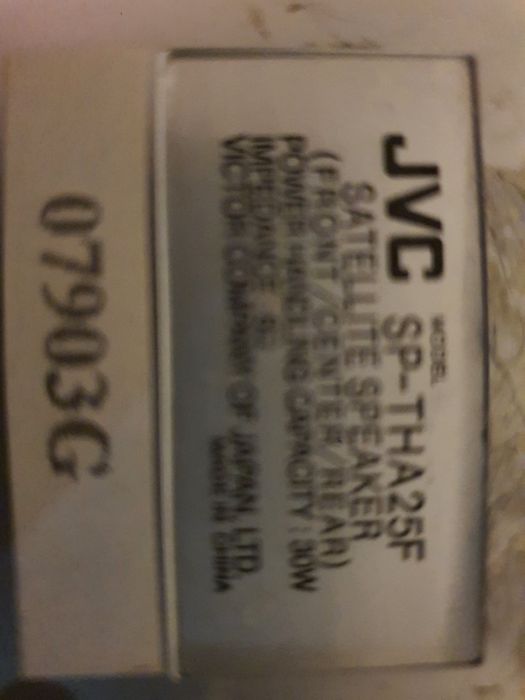 JVC MODEL SP-THA25F
SATELLITE SPEAKER
(FRONT/CENTER/REAR)
POWER HANDLING CAPACITY : 30W
IMPEDANCE
VICTOR COMPANY OF JAPAN, LTD.
MADE IN CHINA
07903G